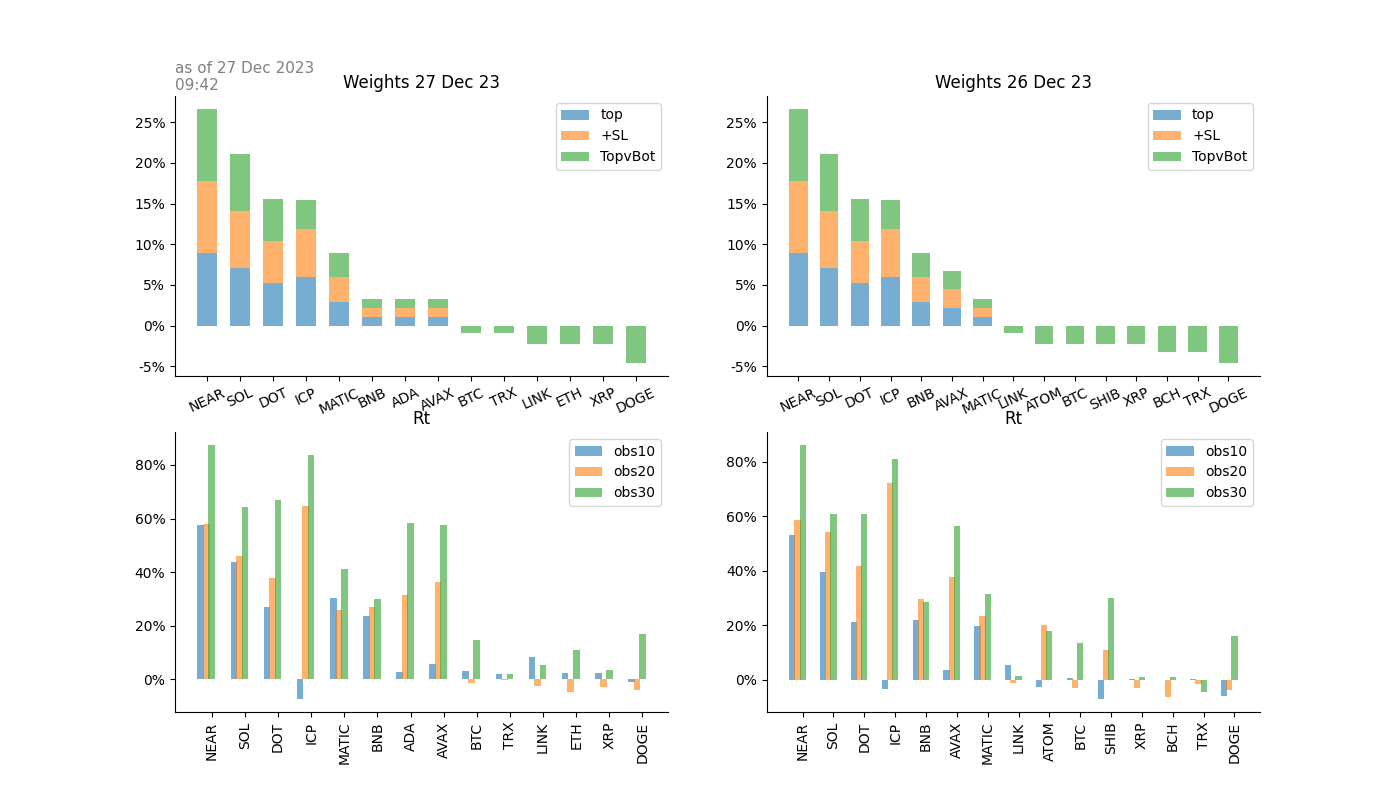 as of 27 Dec 2023
09:42
Weights 27 Dec 23
25%
20%
15%
10%
5%
0%
-5%
top
+SL
TopvBot
NEAR SOL DOT ICP MATIC BNB ADA AVAX BTC TRX LINK ETH XRP DOGE
Weights 26 Dec 23
25%
20%
15%
10%
5%
0%
-5%
top
+SL
TopvBot
NEAR SOL DOT ICP BNB AVAX MATIC LINK ATOM BTC SHIB XRP BCH TRX DOGE
Rt
80%
60%
40%
20%
0%
obs10
obs20
obs30
NEAR SOL DOT ICP MATIC BNB ADA AVAX BTC TRX LINK ETH XRP DOGE
Rt
80%
60%
40%
20%
0%
obs10
obs20
obs30
NEAR SOL DOT ICP BNB AVAX MATIC LINK ATOM BTC SHIB XRP BCH TRX DOGE